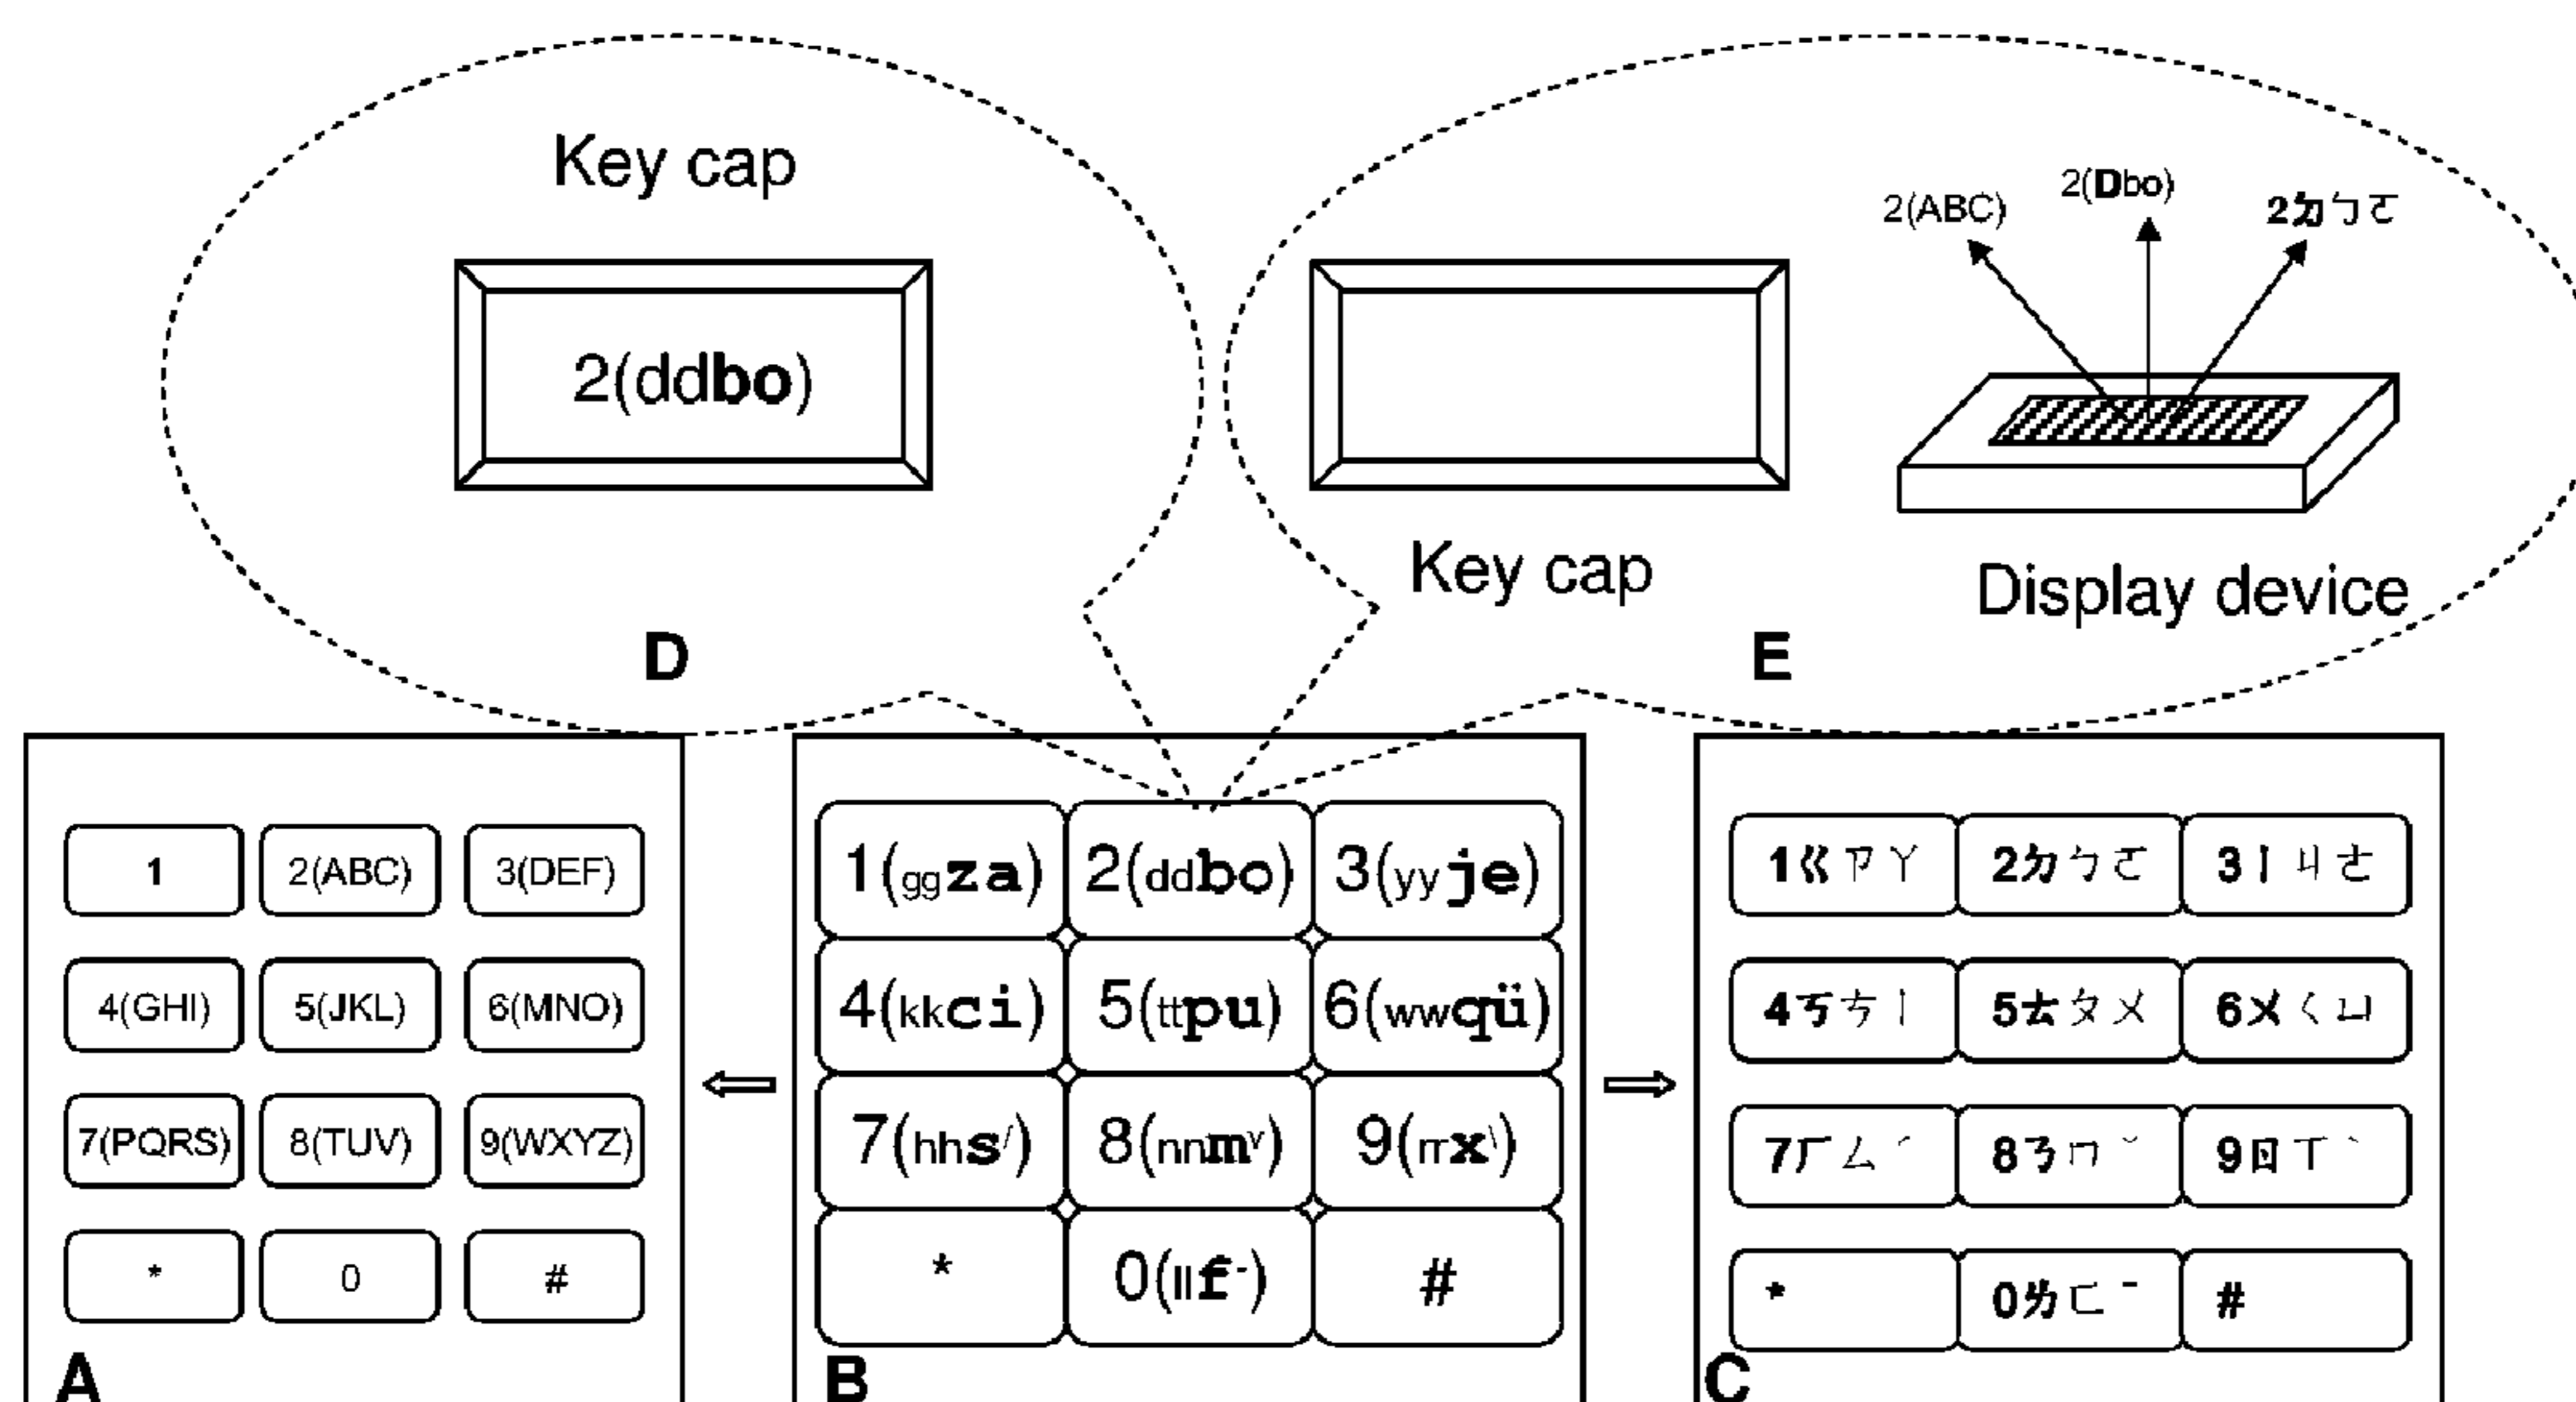 Key cap
2(ddbo)
D
2(ABC)
2(Dbo)
2ㄉㄅㄛ
Key cap
Display device
E
1
2(ABC)
3(DEF)
4(GHI)
5(JKL)
6(MNO)
7(PQRS)
8(TUV)
9(WXYZ)
*
0
#
A
1(ggza)
2(ddbo)
3(yyje)
4(kkci)
5(ttpu)
6(wwqü)
7(hhsˊ)
8(nnmˇ)
9(rrxˋ)
*
0(llfˉ)
#
B
1ㄍㄗㄚ
2ㄉㄅㄛ
3ㄧㄐㄜ
4ㄎㄘㄧ
5ㄊㄆㄨ
6ㄨㄑㄩ
7ㄏㄙˊ
8ㄋㄇˇ
9ㄖㄒˋ
*
0ㄌㄈˉ
#
C